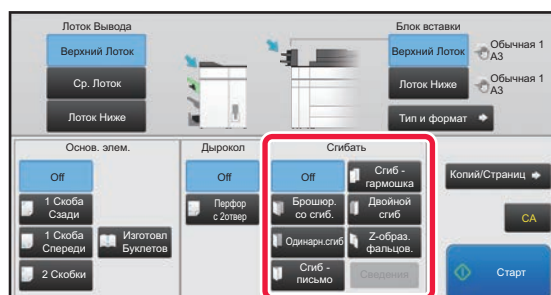 Лоток Вывода
Верхний Лоток
Ср. Лоток
Лоток Ниже
Блок вставки
Верхний Лоток
Обычная 1
A3
Лоток Ниже
Обычная 1
A3
Тип и формат
Основ. элем.
Off
1 Скоба
Сзади
1 Скоба
Спереди
Изготовл
Буклетов
2 Скобки
Дырокол
Off
Перфор
с 2отвер
Сгибать
Off
Сгиб -
гармошка
Брошюр.
со сгиб.
Двойной
сгиб
Одинарн.сгиб
Z-образ.
фальцов.
Сгиб -
письмо
Сведения
Копий/Страниц
CA
Старт